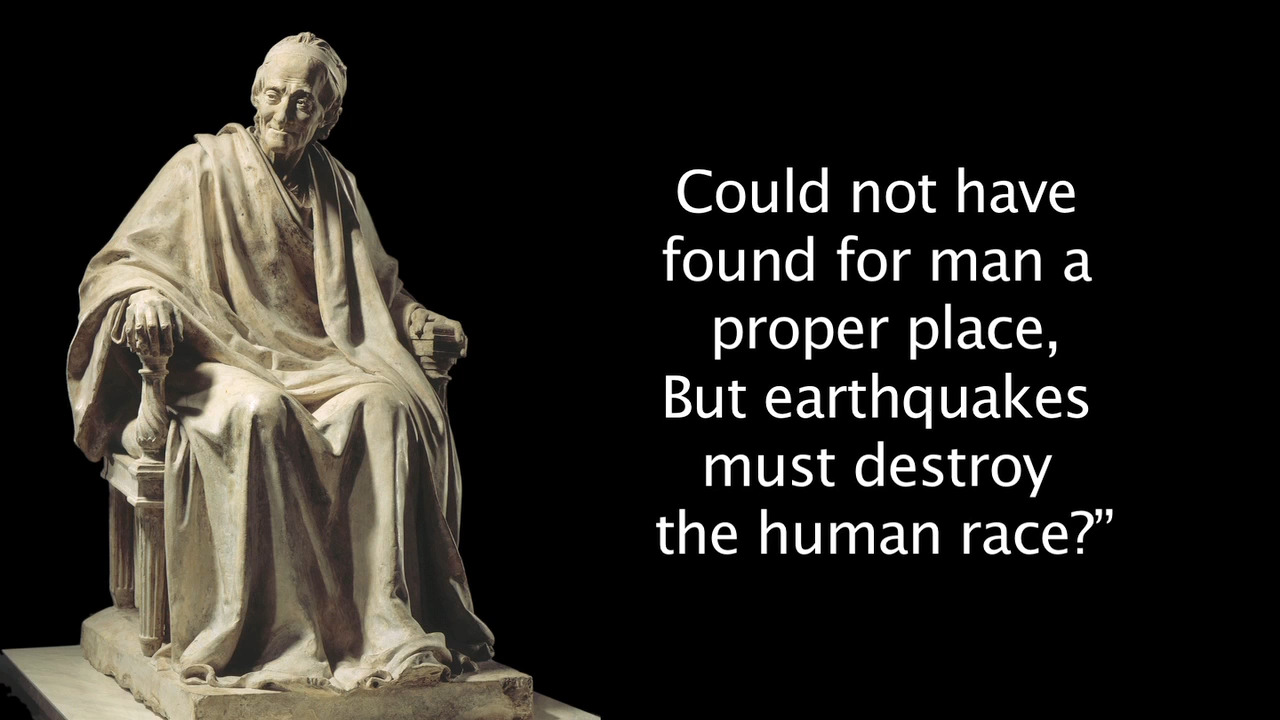 Could not have
found for man a
proper place,
But earthquakes
must destroy
the human race?”